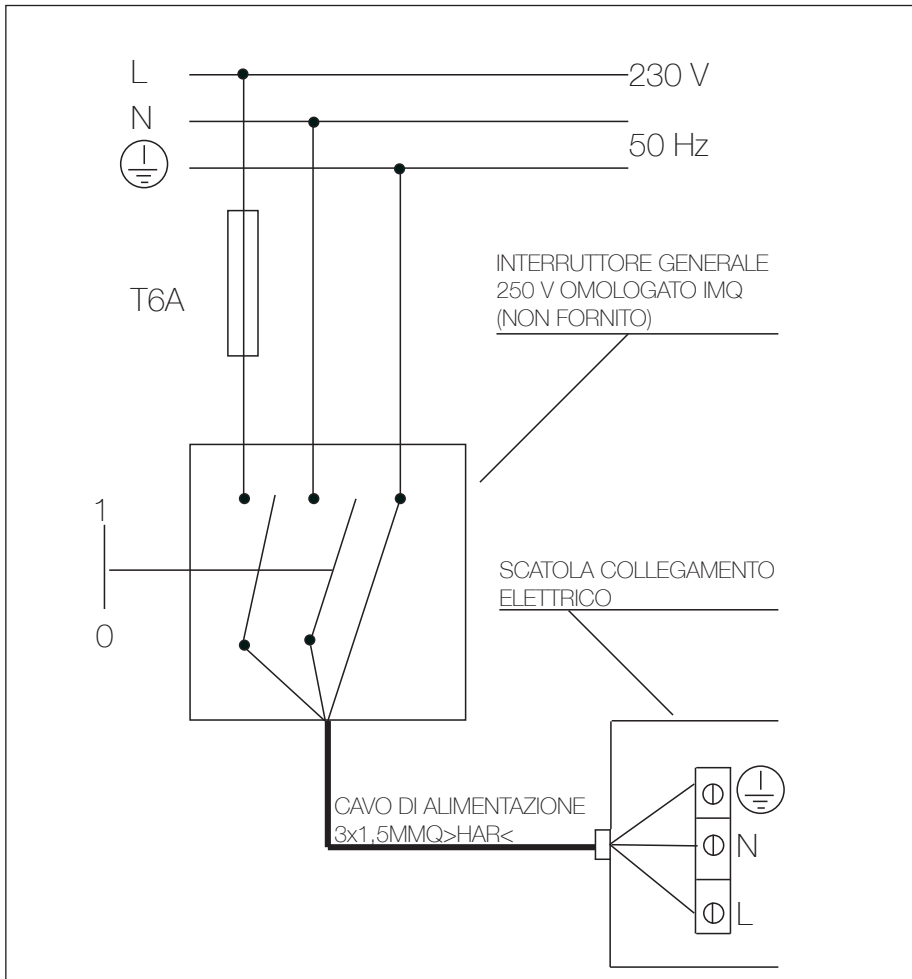 L
230 V
N
50 Hz
T6A
INTERRUTTORE GENERALE
250 V OMOLOGATO IMQ
(NON FORNITO)
1
0
SCATOLA COLLEGAMENTO
ELETTRICO
CAVO DI ALIMENTAZIONE
3x1,5MMQ>HAR<
N
L